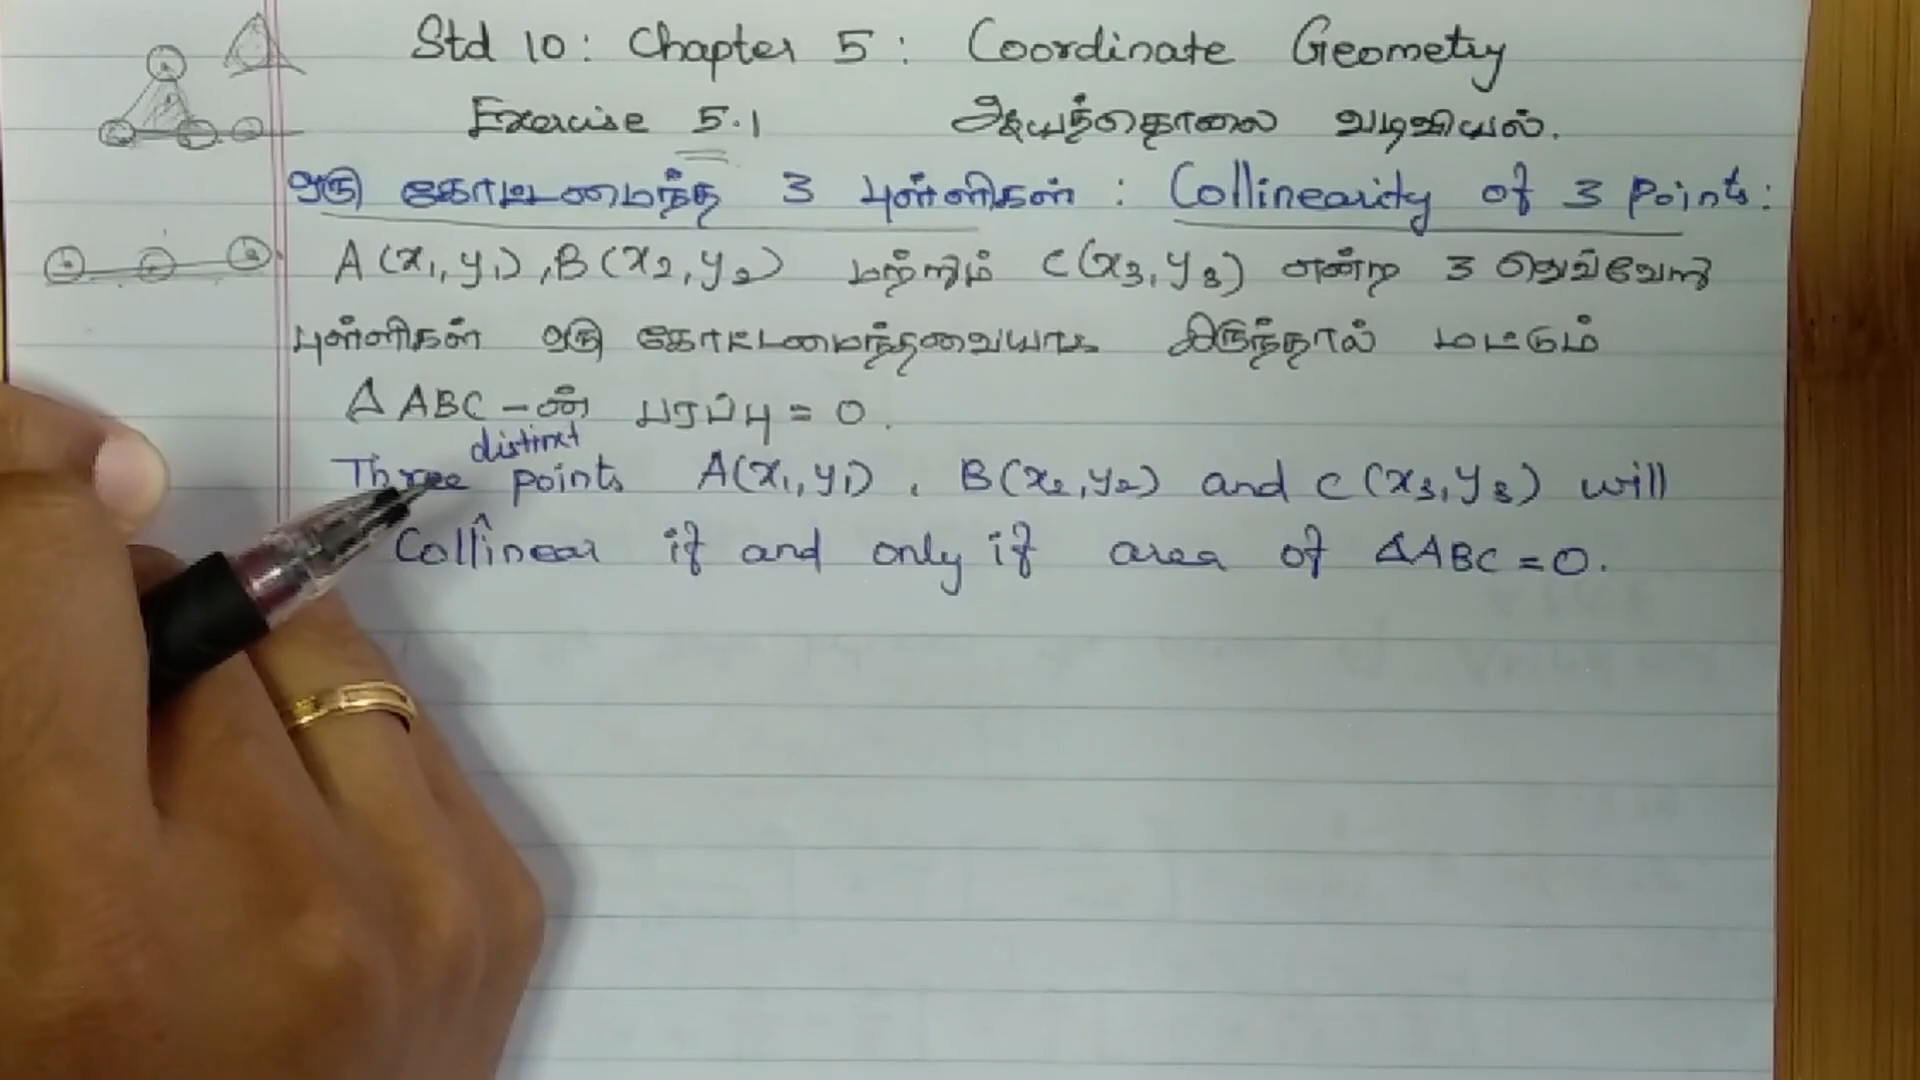 Std 10: Chapter 5: Coordinate Geometry
Exercise 5.1 ஆயத்தொலை வடிவியல்.
ஒரு கோடமைந்த 3 புள்ளிகள் : Collinearity of 3 points:
A(x₁,y₁),B(x₂,y₂) மற்றும் C(x₃,y₃) என்ற 3 வெவ்வேறு
புள்ளிகள் ஒரு கோட்டமைந்தவையாக இருந்தால் மட்டும்
Δ ABC -ன் பரப்பு = 0.
distinct
Three points A(x₁,y₁), B(x₂,y₂) and C(x₃,y₃) will
Collinear if and only if area of ΔABC = 0.